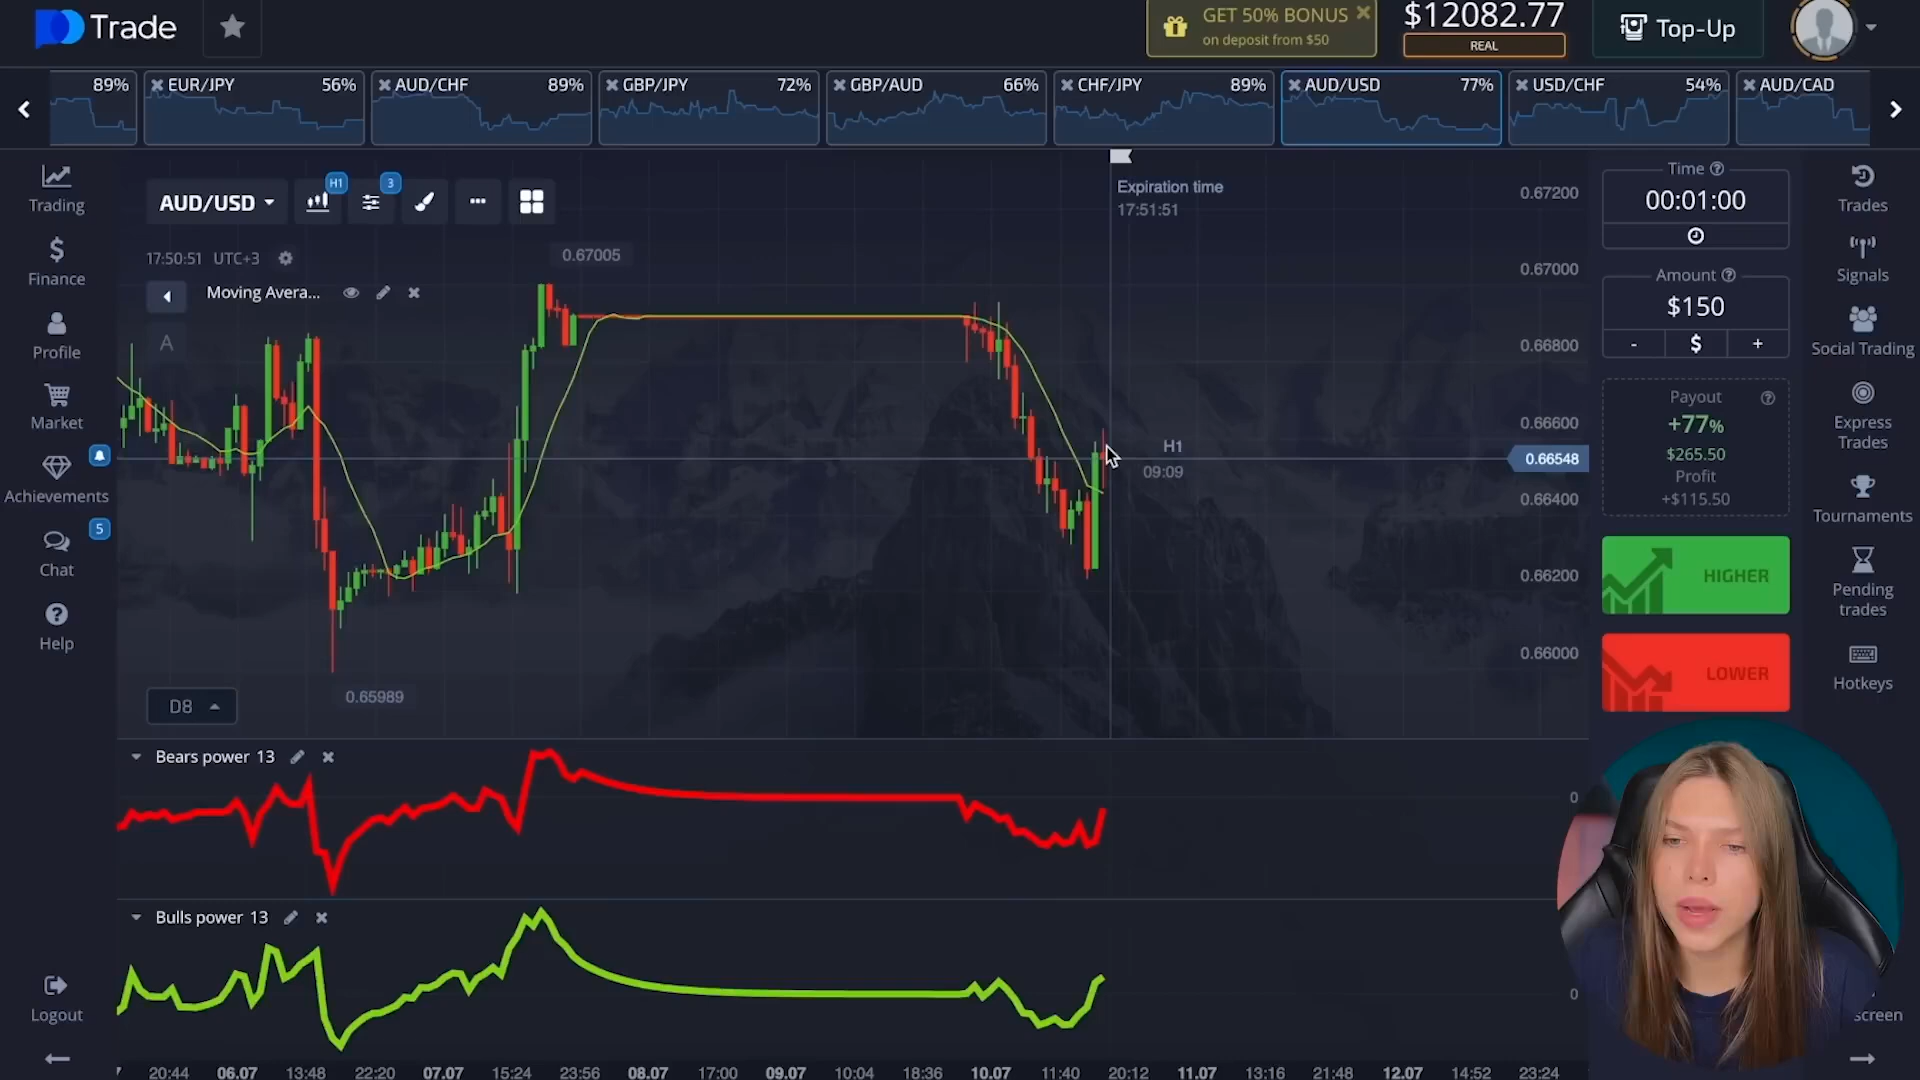 Trade
GET 50% BONUS
on deposit from $50
$12082.77
REAL
Top-Up
89%
EUR/JPY 56%
AUD/CHF 89%
GBP/JPY 72%
GBP/AUD 66%
CHF/JPY 89%
AUD/USD 77%
USD/CHF 54%
AUD/CAD
Trading
Finance
Profile
Market
Achievements
5
Chat
Help
Logout
AUD/USD
H1
3
17:50:51 UTC+3
Moving Avera...
A
0.67005
0.65989
D8
Expiration time
17:51:51
H1
09:09
0.67200
0.67000
0.66800
0.66600
0.66548
0.66400
0.66200
0.66000
Bears power 13
0
Bulls power 13
0
20:44 06.07 13:48 22:20 07.07 15:24 23:56 08.07 17:00 09.07 10:04 18:36 10.07 11:40 20:12 11.07 13:16 21:48 12.07 14:52 23:24
Time
00:01:00
Amount
$150
- $ +
Payout
+77%
$265.50
Profit
+$115.50
HIGHER
LOWER
Trades
Signals
Social Trading
Express
Trades
Tournaments
Pending
trades
Hotkeys
screen